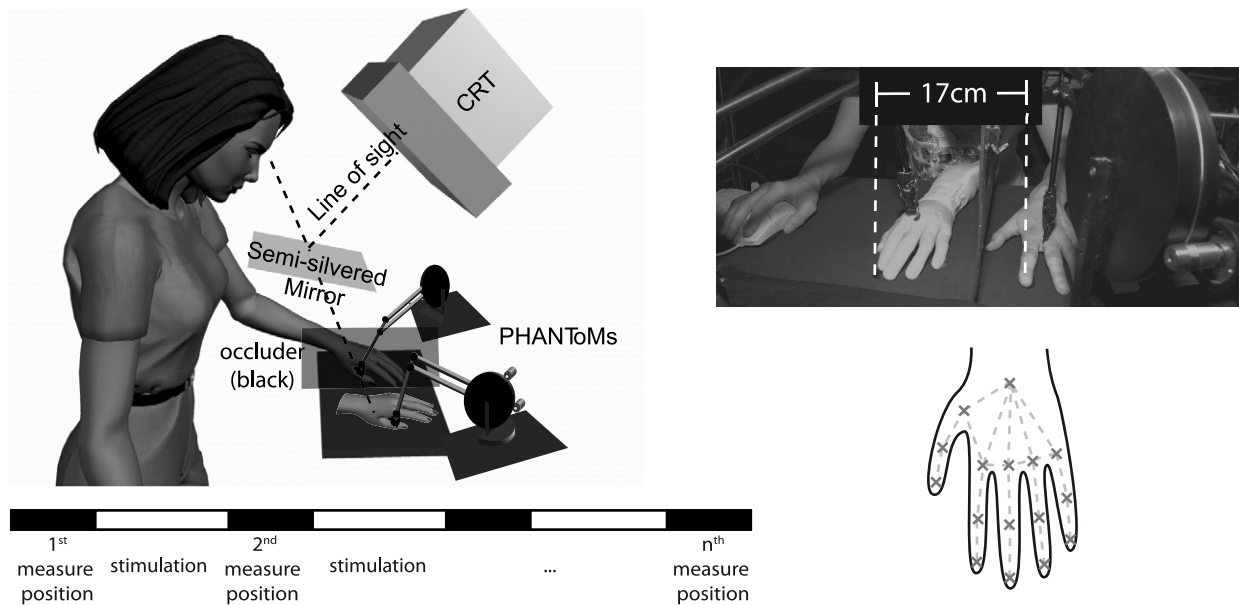 CRT
Line of sight
Semi-silvered
Mirror
PHANToMs
occluder
(black)
17cm
1st
measure
position
stimulation
2nd
measure
position
stimulation
...
nth
measure
position